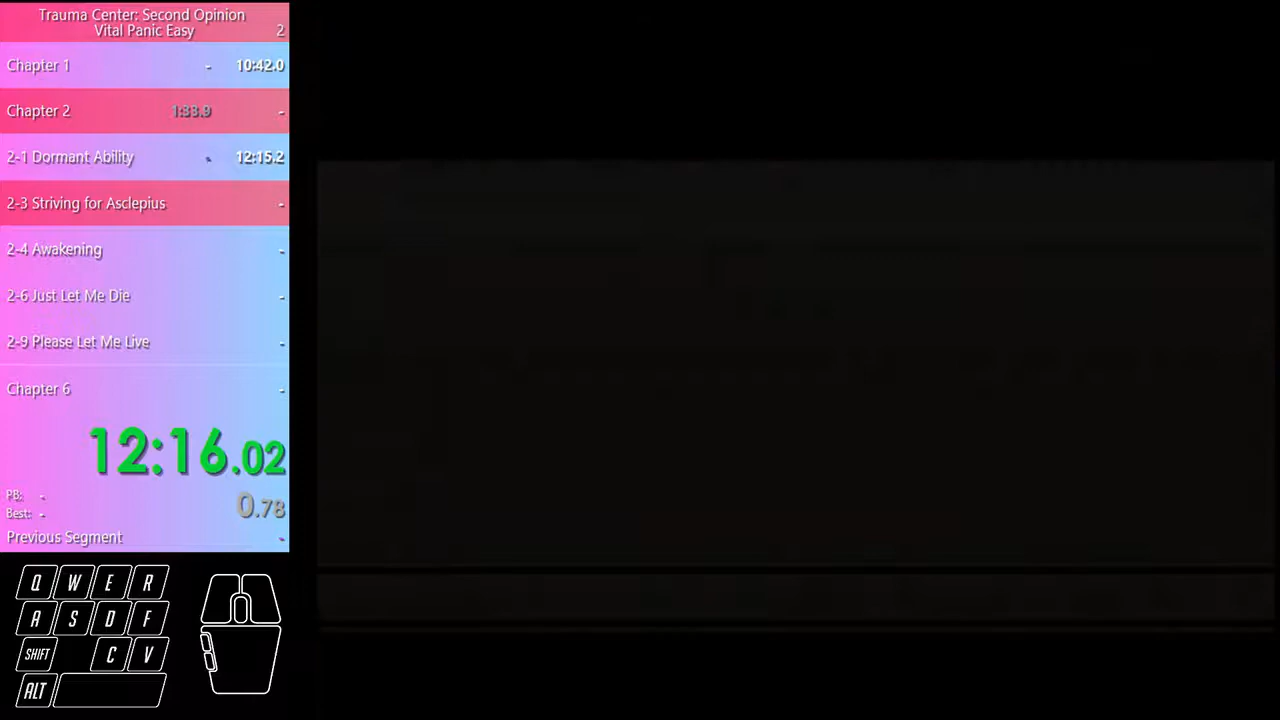 Trauma Center: Second Opinion
Vital Panic Easy 2
Chapter 1 - 10:42.0
Chapter 2 1:33.9 -
2-1 Dormant Ability - 12:15.2
2-3 Striving for Asclepius -
2-4 Awakening -
2-6 Just Let Me Die -
2-9 Please Let Me Live -
Chapter 6 -
12:16.02
PB: -
0.78
Best: -
Previous Segment -
Q W E R
A S D F
SHIFT C V
ALT